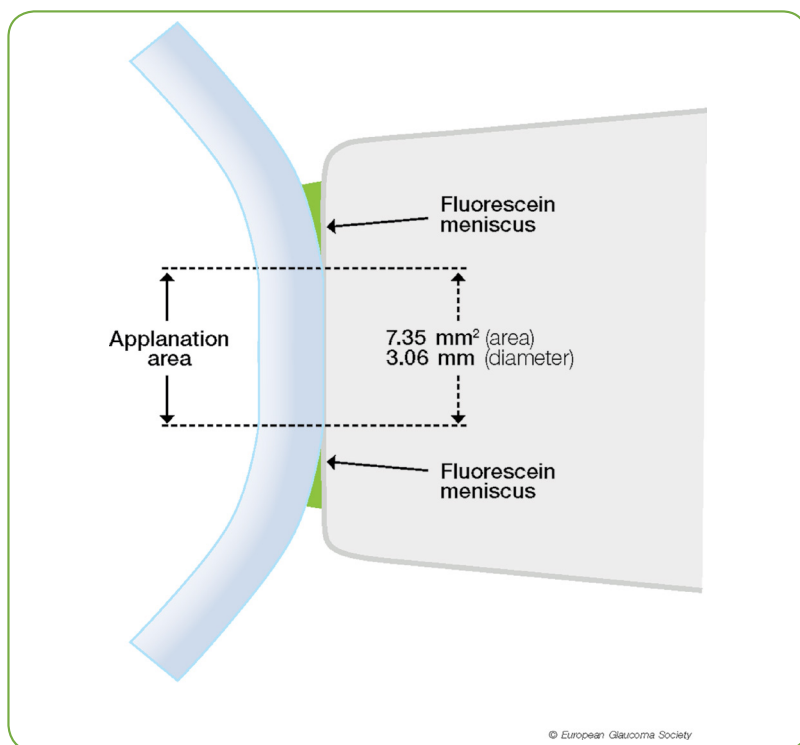 Fluorescein
meniscus
Applanation
area
7.35 mm² (area)
3.06 mm (diameter)
Fluorescein
meniscus
© European Glaucoma Society